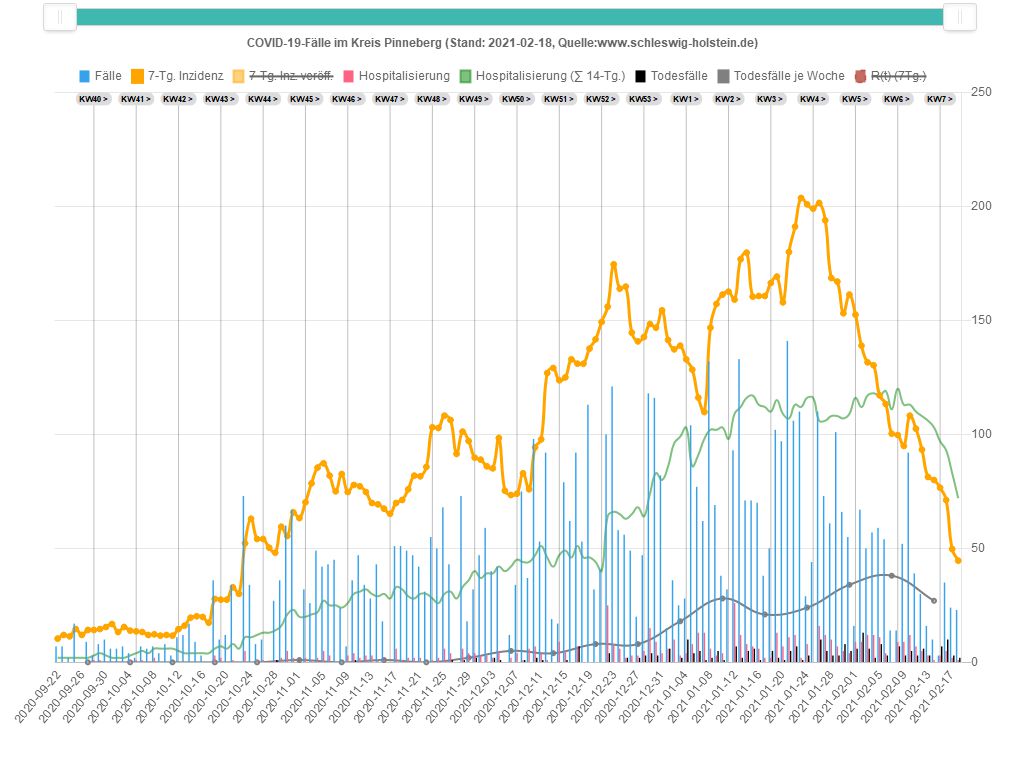 COVID-19-Fälle im Kreis Pinneberg (Stand: 2021-02-18, Quelle:www.schleswig-holstein.de)
Fälle 7-Tg. Inzidenz 7-Tg. Inz. veröff. Hospitalisierung Hospitalisierung (∑ 14-Tg.) Todesfälle Todesfälle je Woche R(t) (7Tg.)
KW40 > KW41 > KW42 > KW43 > KW44 > KW45 > KW46 > KW47 > KW48 > KW49 > KW50 > KW51 > KW52 > KW53 > KW1 > KW2 > KW3 > KW4 > KW5 > KW6 > KW7 >
250
200
150
100
50
0
2020-09-22 2020-09-26 2020-09-30 2020-10-04 2020-10-08 2020-10-12 2020-10-16 2020-10-20 2020-10-24 2020-10-28 2020-11-01 2020-11-05 2020-11-09 2020-11-13 2020-11-17 2020-11-21 2020-11-25 2020-11-29 2020-12-03 2020-12-07 2020-12-11 2020-12-15 2020-12-19 2020-12-23 2020-12-27 2020-12-31 2021-01-04 2021-01-08 2021-01-12 2021-01-16 2021-01-20 2021-01-24 2021-01-28 2021-02-01 2021-02-05 2021-02-09 2021-02-13 2021-02-17